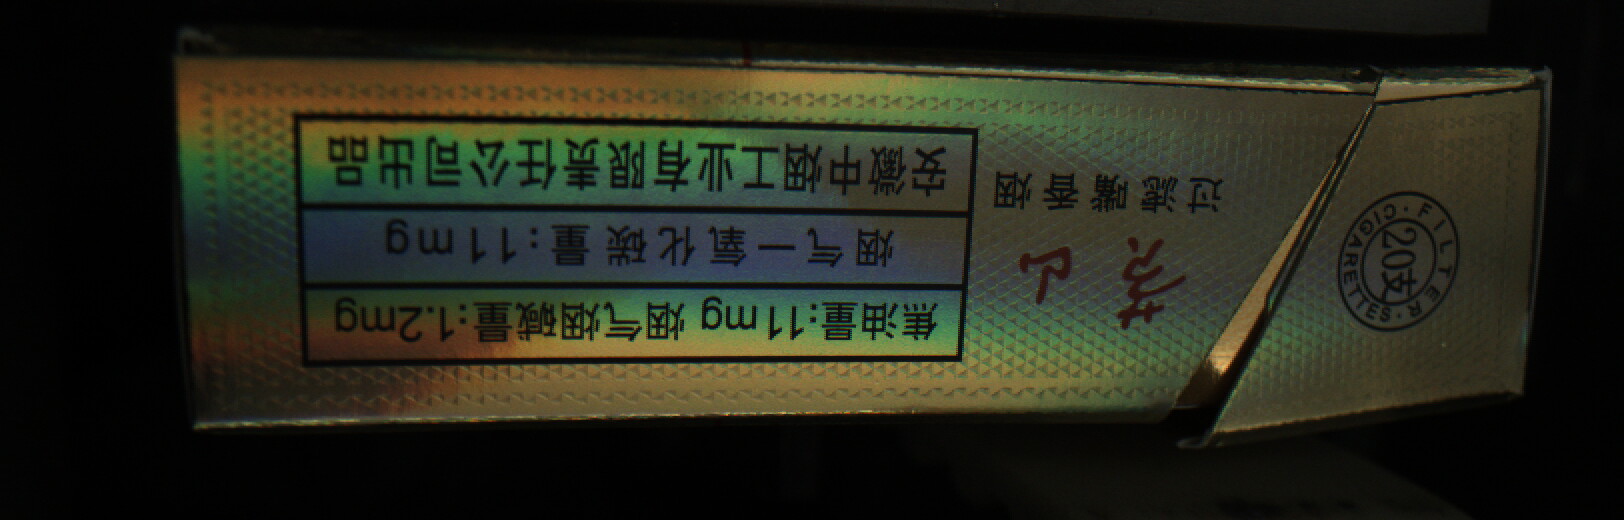 FILTER·CIGARETTES·
20支
黄山
过滤嘴香烟
焦油量:11mg 烟气烟碱量:1.2mg
烟气一氧化碳量:11mg
安徽中烟工业有限责任公司出品